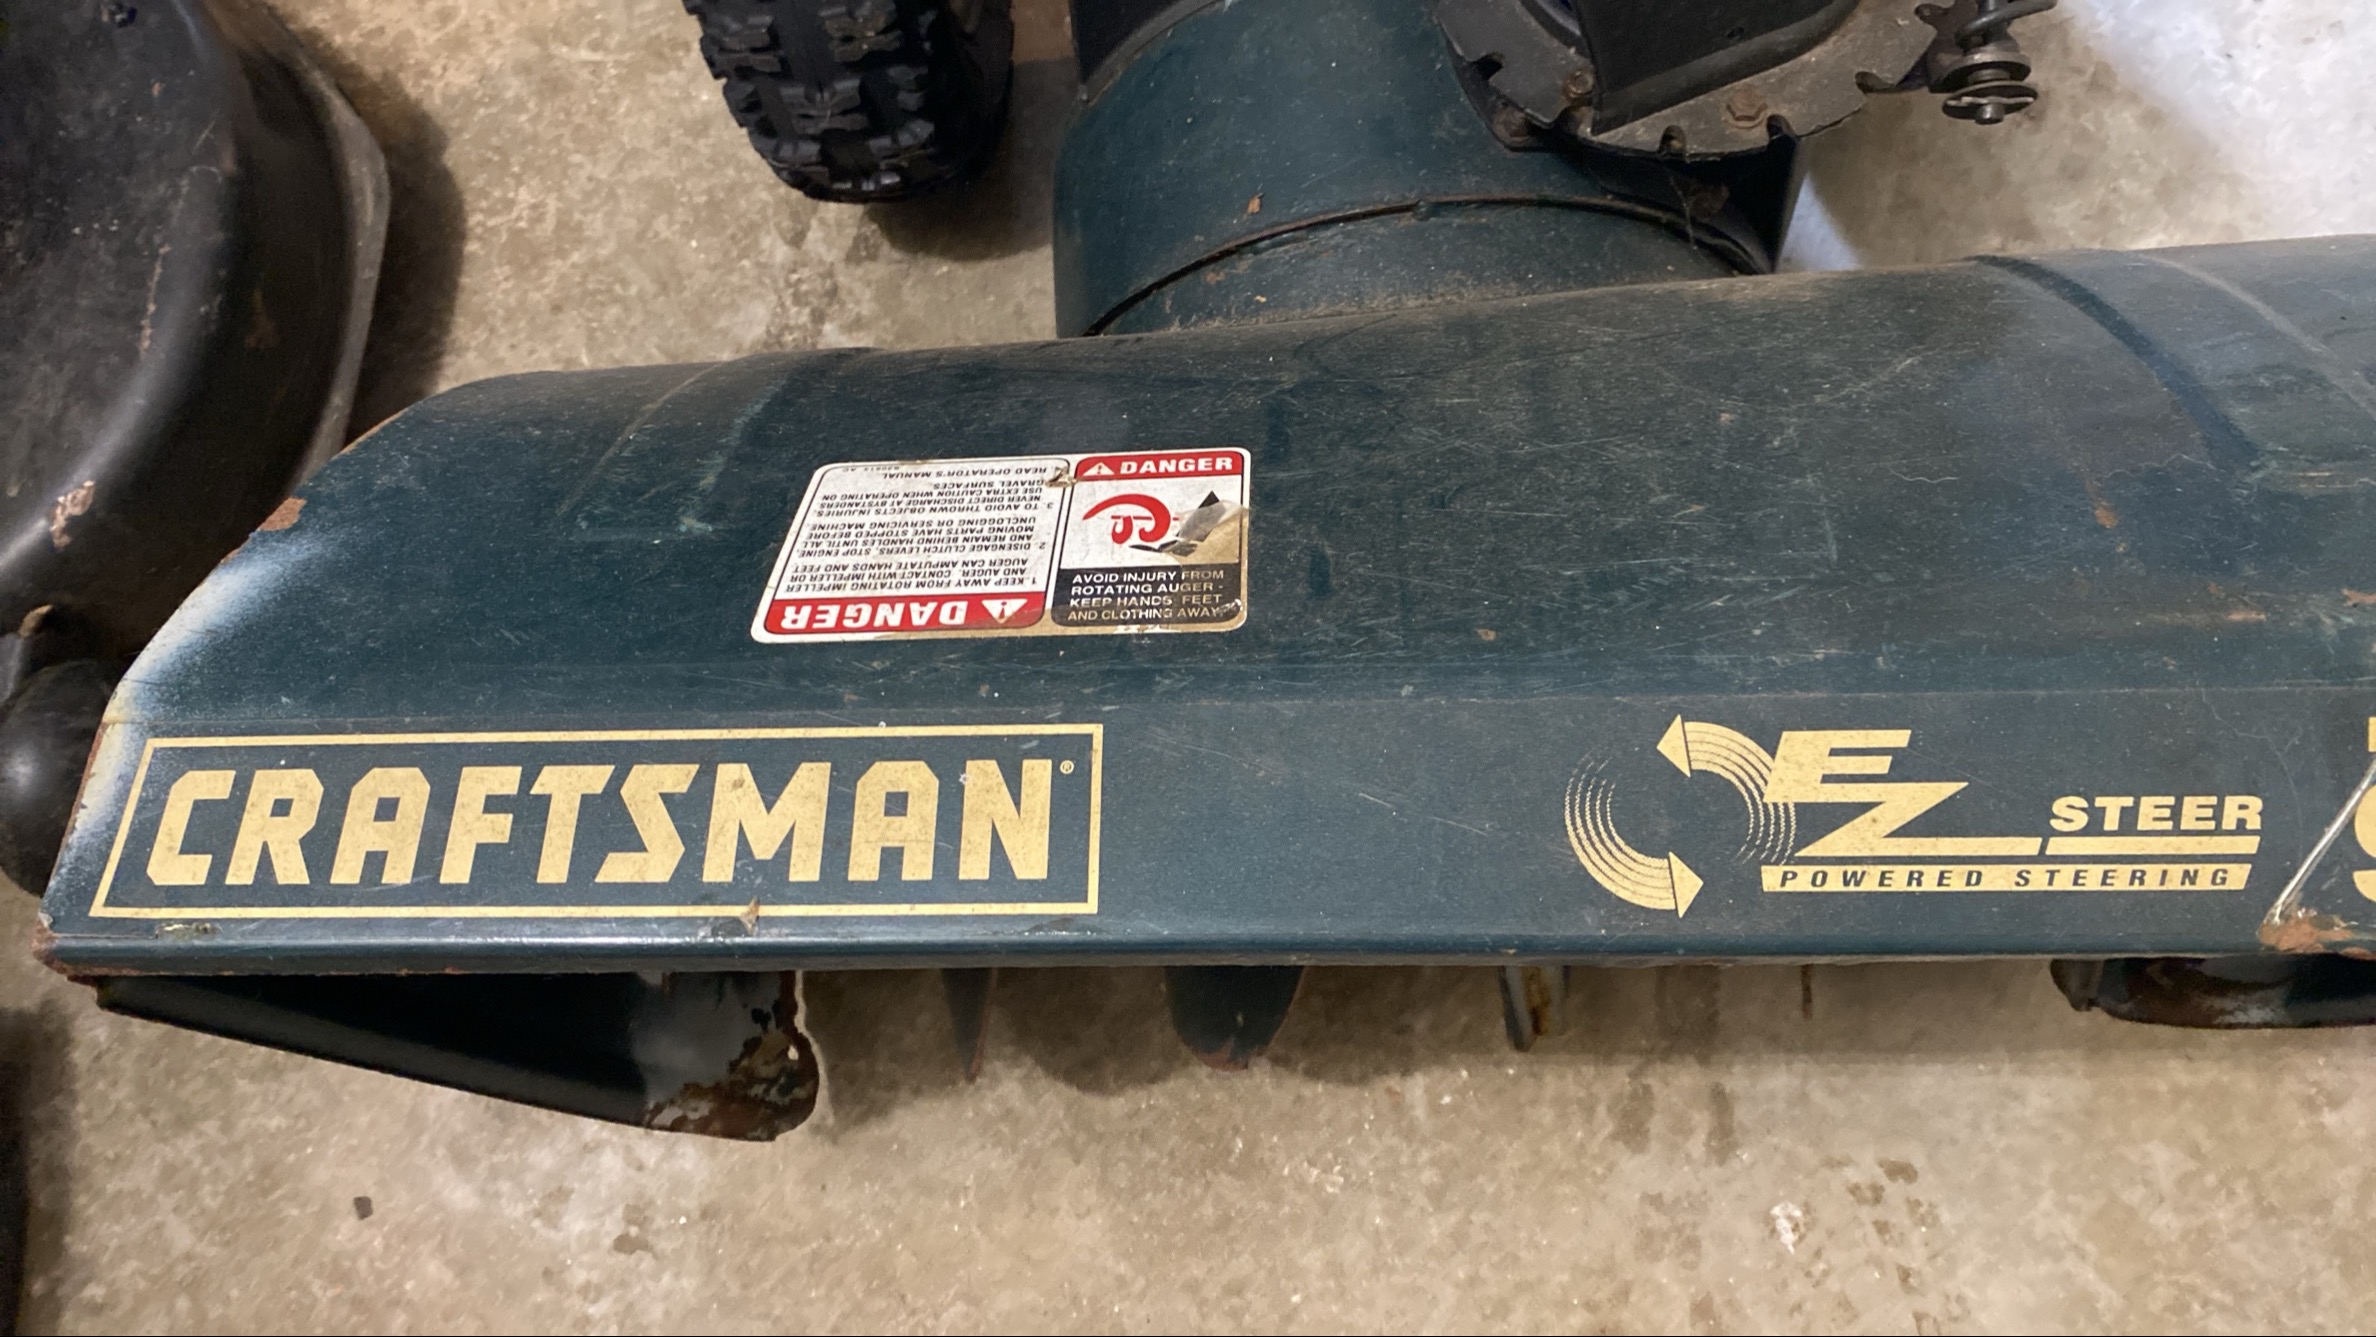 DANGER
AVOID INJURY FROM
ROTATING AUGER -
KEEP HANDS FEET
AND CLOTHING AWAY
DANGER
1. KEEP AWAY FROM ROTATING IMPELLER
AND AUGER. CONTACT WITH IMPELLER OR
AUGER CAN AMPUTATE HANDS AND FEET.
2. DISENGAGE CLUTCH LEVERS, STOP ENGINE,
AND REMAIN BEHIND HANDLES UNTIL ALL
MOVING PARTS HAVE STOPPED BEFORE
UNCLOGGING OR SERVICING MACHINE.
3. TO AVOID THROWN OBJECTS INJURIES,
NEVER DIRECT DISCHARGE AT BYSTANDERS.
USE EXTRA CAUTION WHEN OPERATING ON
GRAVEL SURFACES.
READ OPERATOR'S MANUAL
CRAFTSMAN®
EZ STEER
POWERED STEERING